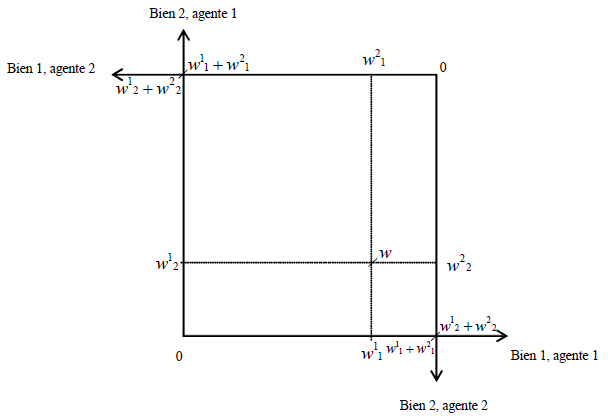 Bien 2, agente 1
Bien 1, agente 2
w¹₁ + w²₁
w²₁
0
w¹₂ + w²₂
w¹₂
w
w²₂
w¹₂ + w²₂
0
w¹₁
w¹₁ + w²₁
Bien 1, agente 1
Bien 2, agente 2